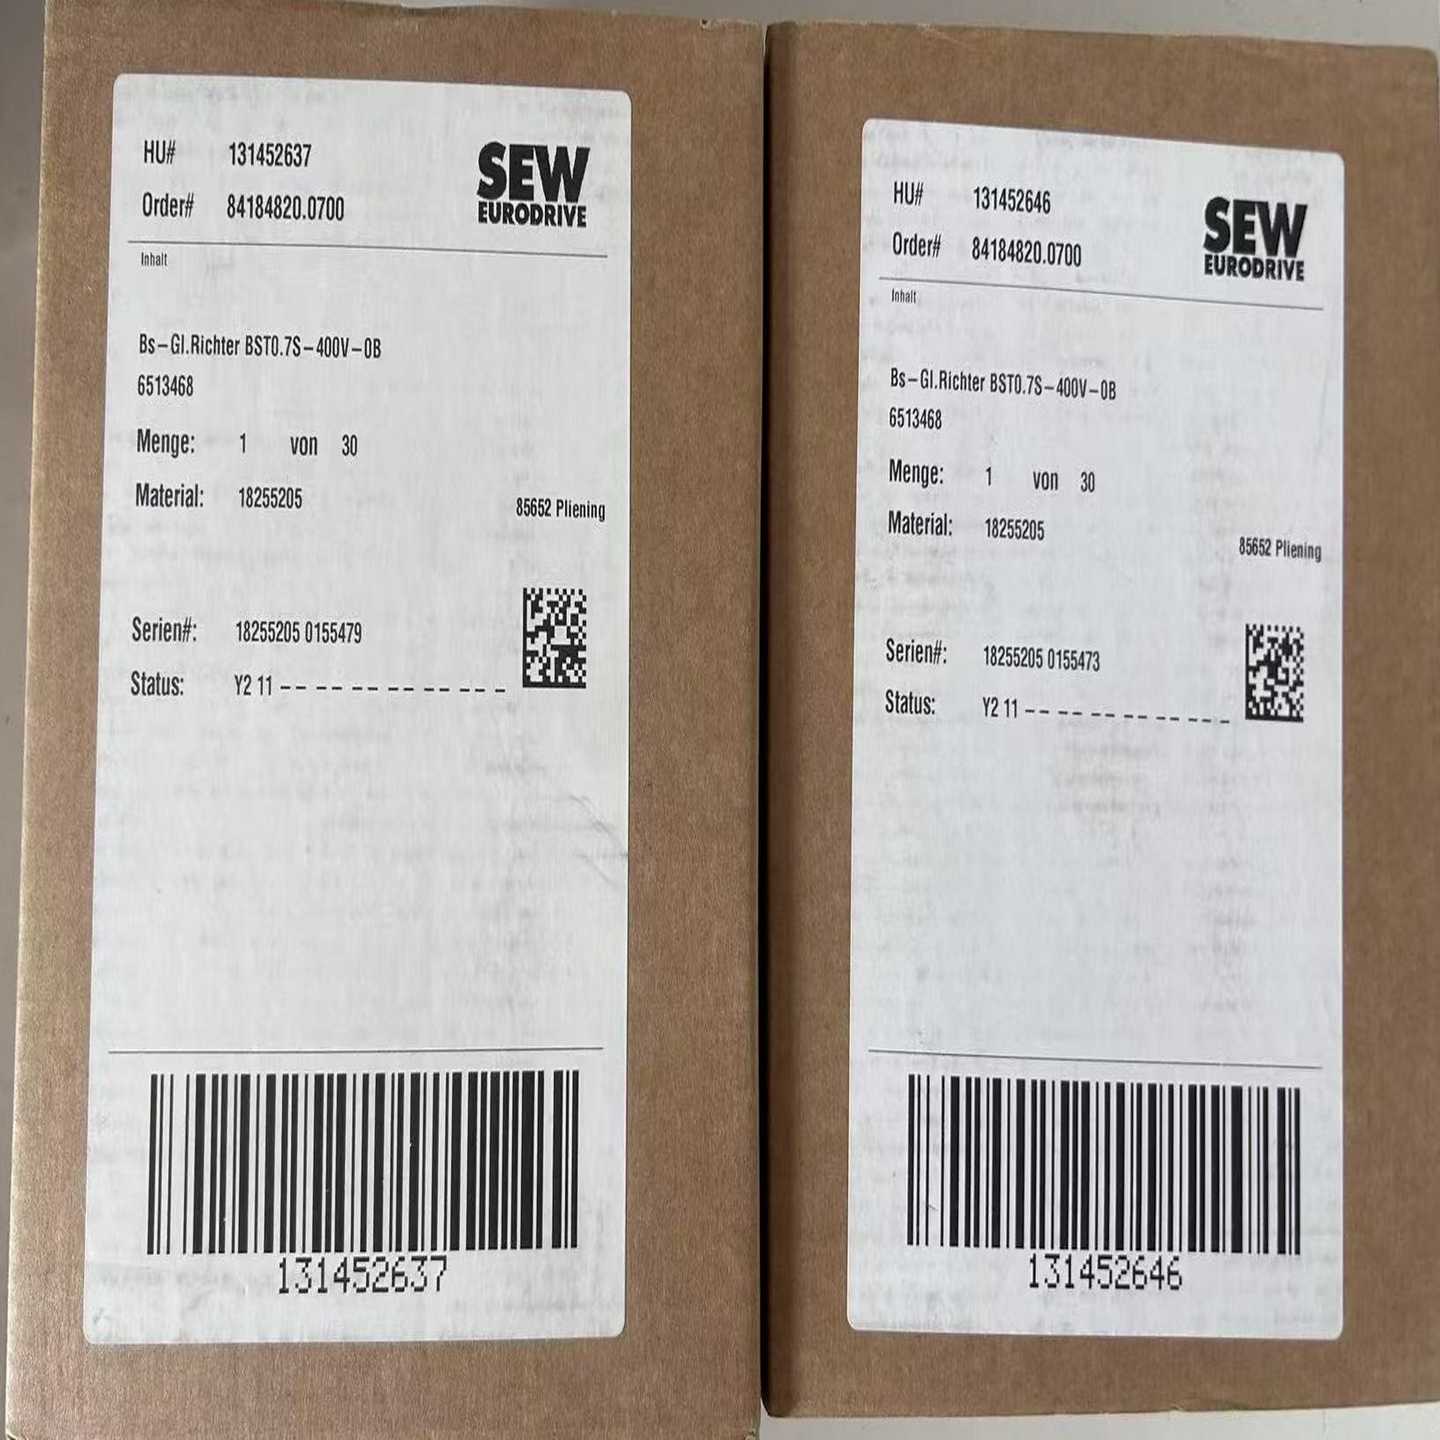 HU# 131452637
SEW
EURODRIVE
Order# 84184820.0700
Inhalt
Bs-Gl.Richter BST0.7S-400V-0B
6513468
Menge: 1 von 30
Material: 18255205
85652 Pliening
Serien#: 18255205 0155479
Status: Y2 11 -- -- -- -- -- -- --
131452637
HU# 131452646
SEW
EURODRIVE
Order# 84184820.0700
Inhalt
Bs-Gl.Richter BST0.7S-400V-0B
6513468
Menge: 1 von 30
Material: 18255205
85652 Pliening
Serien#: 18255205 0155473
Status: Y2 11 -- -- -- -- -- -- --
131452646